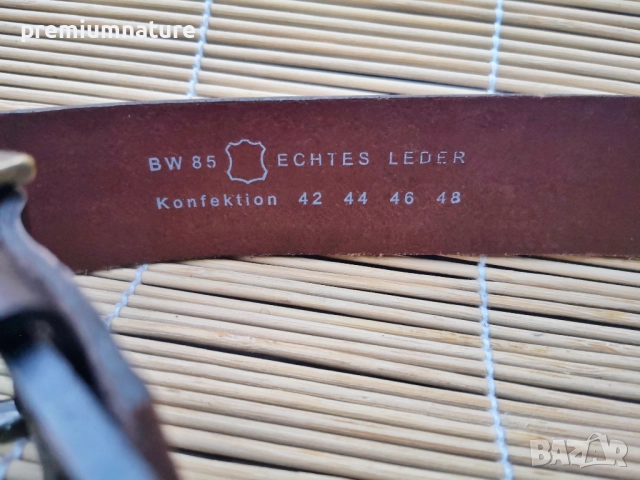 premiumnature
BW 85 ECHTES LEDER
Konfektion 42 44 46 48
BAZAR